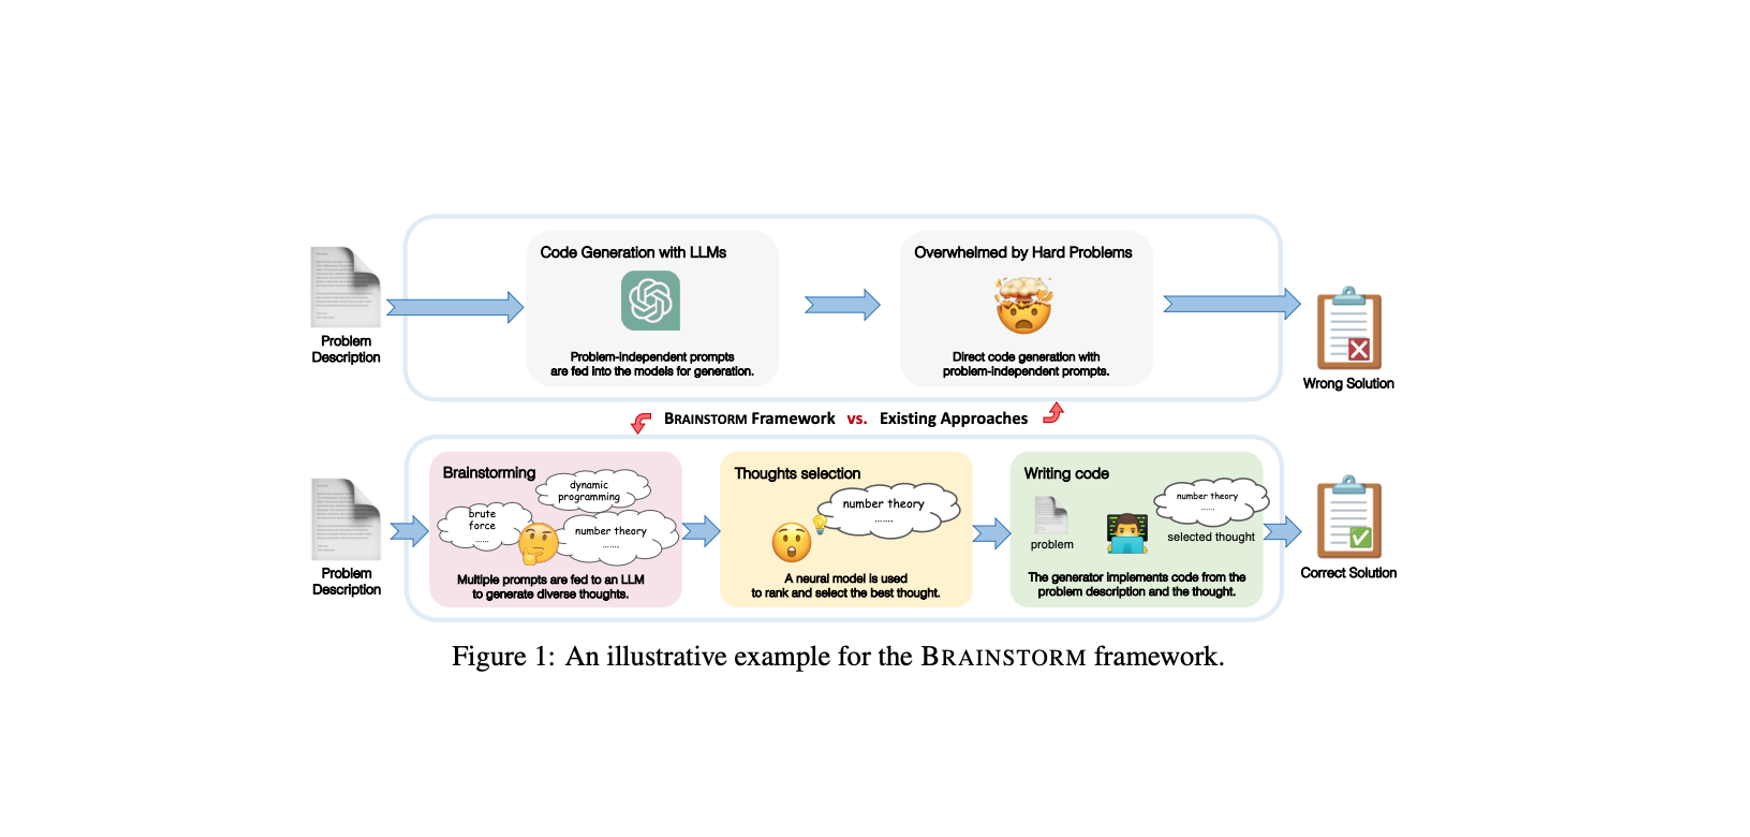 Code Generation with LLMs
Problem-independent prompts
are fed into the models for generation.
Overwhelmed by Hard Problems
Direct code generation with
problem-independent prompts.
Problem
Description
Wrong Solution
BRAINSTORM Framework vs. Existing Approaches
Brainstorming
dynamic
programming
brute
force
......
number theory
.......
Multiple prompts are fed to an LLM
to generate diverse thoughts.
Thoughts selection
number theory
.......
A neural model is used
to rank and select the best thought.
Writing code
number theory
.......
problem
selected thought
The generator implements code from the
problem description and the thought.
Problem
Description
Correct Solution
Figure 1: An illustrative example for the BRAINSTORM framework.